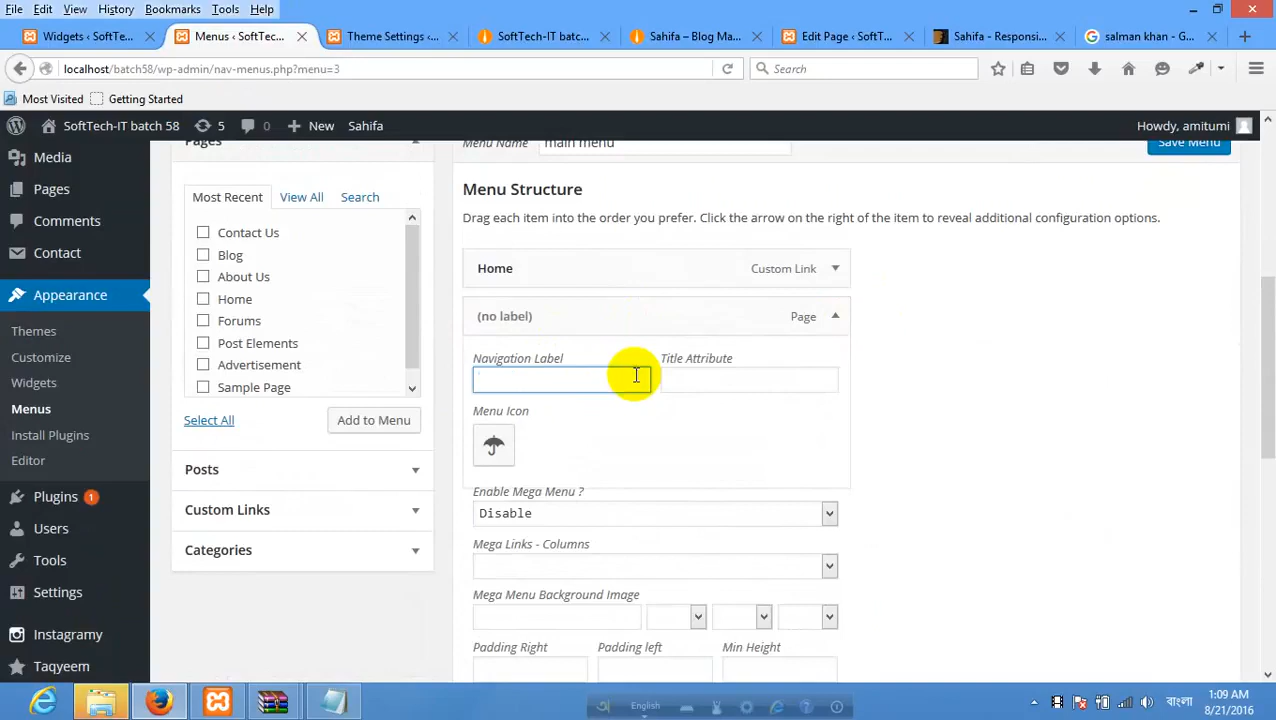 File Edit View History Bookmarks Tools Help
Widgets ‹ SoftTe... × Menus ‹ SoftTec... × Theme Settings ‹... × SoftTech-IT batc... × Sahifa – Blog Ma... × Edit Page ‹ SoftT... × Sahifa - Responsi... × salman khan - G... ×
localhost/batch58/wp-admin/nav-menus.php?menu=3 Search
Most Visited Getting Started
SoftTech-IT batch 58 5 0 New Sahifa Howdy, amitumi
Media
Pages
Comments
Contact
Appearance
Themes
Customize
Menus
Widgets
Install Plugins
Editor
Plugins 1
Users
Tools
Settings
Instagramy
Taqyeem
Pages
Most Recent View All Search
Contact Us
Blog
About Us
Home
Forums
Post Elements
Advertisement
Sample Page
Select All Add to Menu
Posts
Custom Links
Categories
Menu Name main menu Save Menu
Menu Structure
Drag each item into the order you prefer. Click the arrow on the right of the item to reveal additional configuration options.
Home Custom Link
(no label) Page
Navigation Label Title Attribute
Menu Icon
Enable Mega Menu ?
Disable
Mega Links - Columns
Mega Menu Background Image
Padding Right Padding left Min Height
English
বাংলা 1:09 AM
8/21/2016